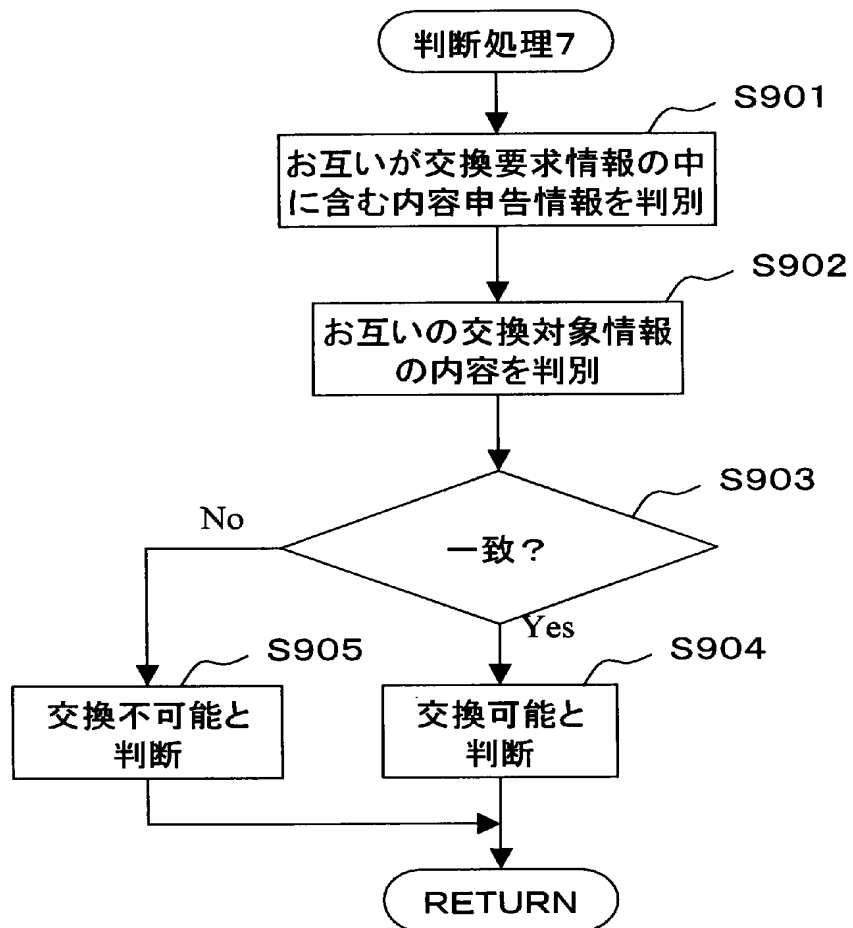 判断処理7
S901
お互いが交換要求情報の中
に含む内容申告情報を判別
S902
お互いの交換対象情報
の内容を判別
S903
一致?
No
Yes
S905
S904
交換不可能と
判断
交換可能と
判断
RETURN